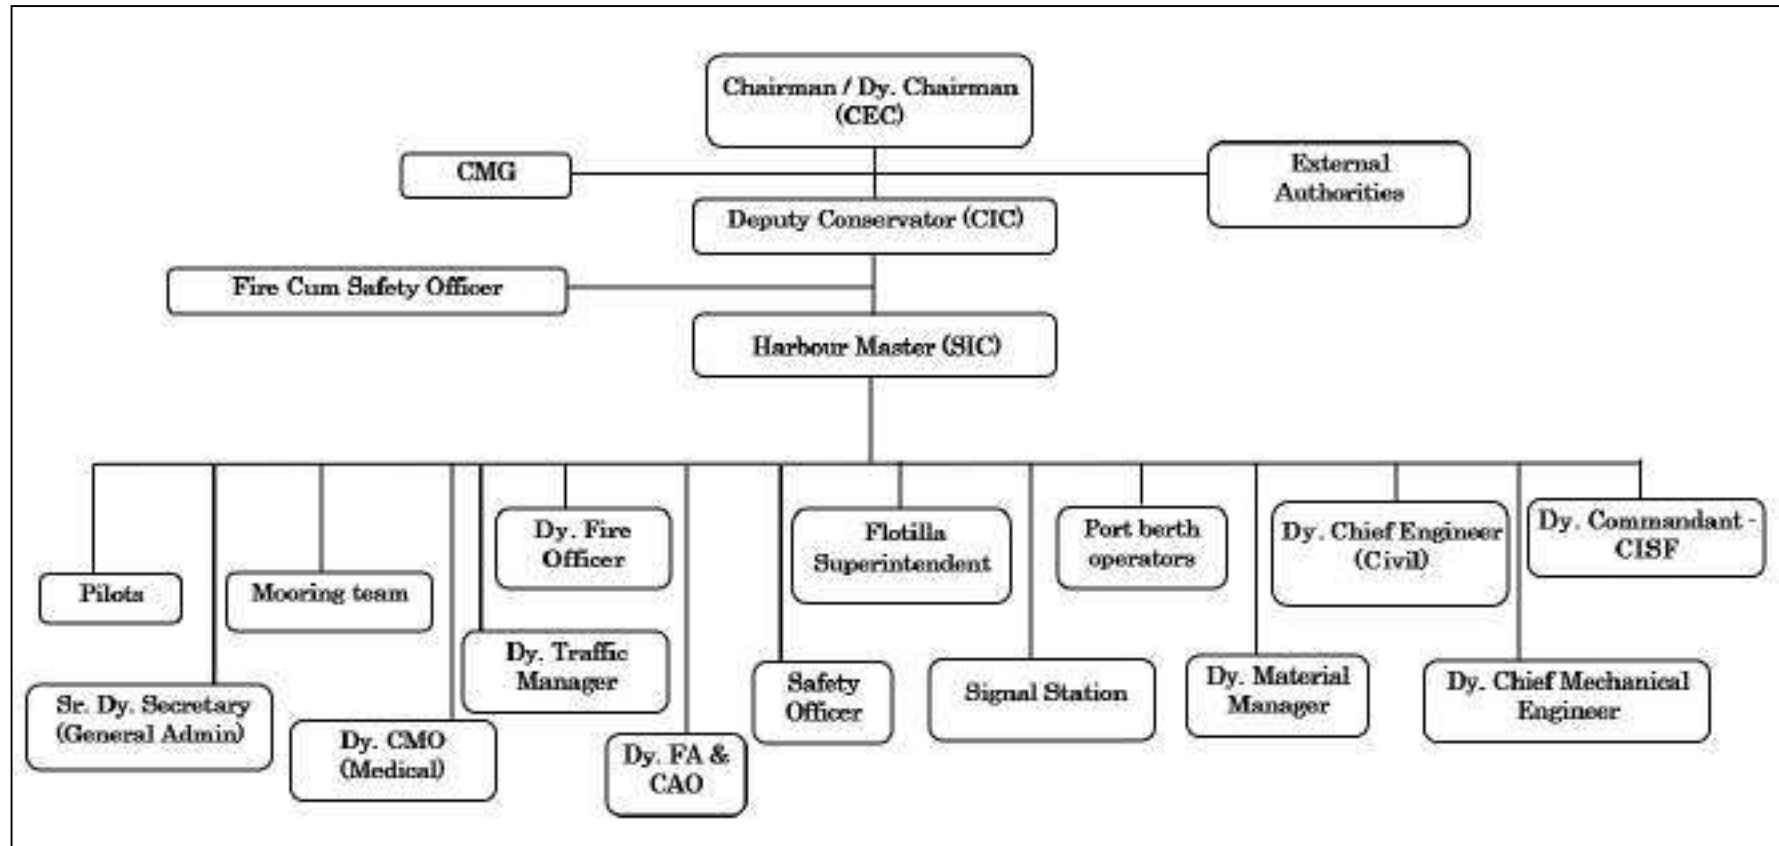 Chairman / Dy. Chairman
(CEC)
CMG
External
Authorities
Deputy Conservator (CIC)
Fire Cum Safety Officer
Harbour Master (SIC)
Pilots
Sr. Dy. Secretary
(General Admin)
Mooring team
Dy. CMO
(Medical)
Dy. Traffic
Manager
Dy. Fire
Officer
Dy. FA &
CAO
Safety
Officer
Flotilla
Superintendent
Signal Station
Port berth
operators
Dy. Material
Manager
Dy. Chief Engineer
(Civil)
Dy. Chief Mechanical
Engineer
Dy. Commandant -
CISF